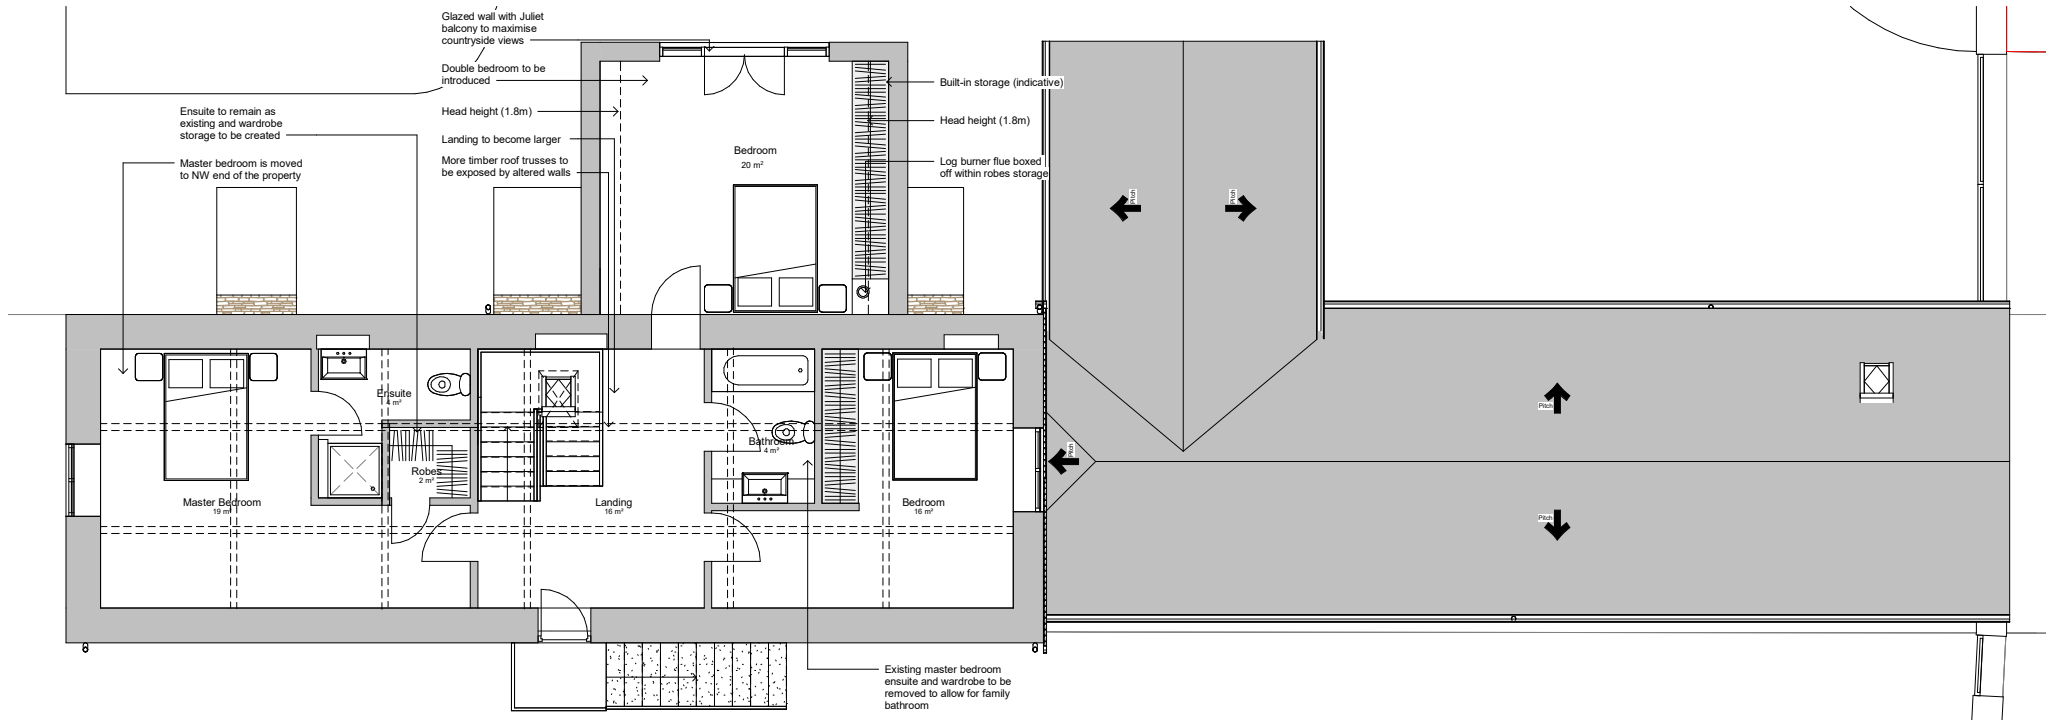 Glazed wall with Juliet
balcony to maximise
countryside views
Double bedroom to be
introduced
Ensuite to remain as
existing and wardrobe
storage to be created
Head height (1.8m)
Landing to become larger
Master bedroom is moved
to NW end of the property
More timber roof trusses to
be exposed by altered walls
Built-in storage (indicative)
Head height (1.8m)
Log burner flue boxed
off within robes storage
Bedroom
20 m²
Pitch
Pitch
Ensuite
4 m²
Robes
2 m²
Master Bedroom
19 m²
Landing
16 m²
Bathroom
4 m²
Bedroom
16 m²
Pitch
Pitch
Pitch
Existing master bedroom
ensuite and wardrobe to be
removed to allow for family
bathroom